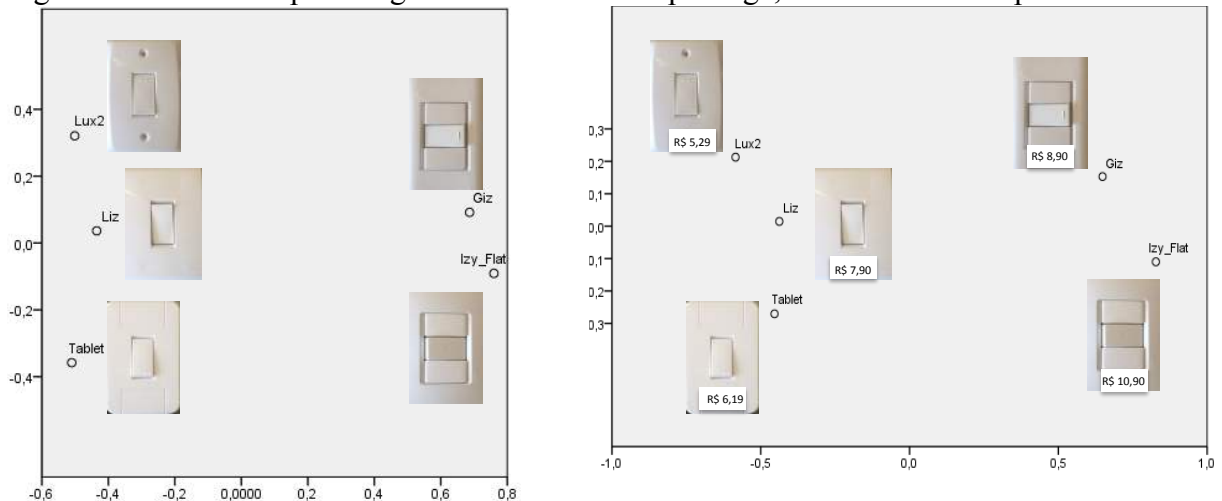 0,4
Lux2
0,2
Giz
Liz
0,0
Izy_Flat
-0,2
Tablet
-0,4
-0,6 -0,4 -0,2 0,0000 0,2 0,4 0,6 0,8
0,3
R$ 5,29
Lux2
R$ 8,90
Giz
0,2
0,1
Liz
0,0
Izy_Flat
0,1
R$ 7,90
0,2
Tablet
0,3
R$ 10,90
R$ 6,19
-1,0 -0,5 0,0 0,5 1,0